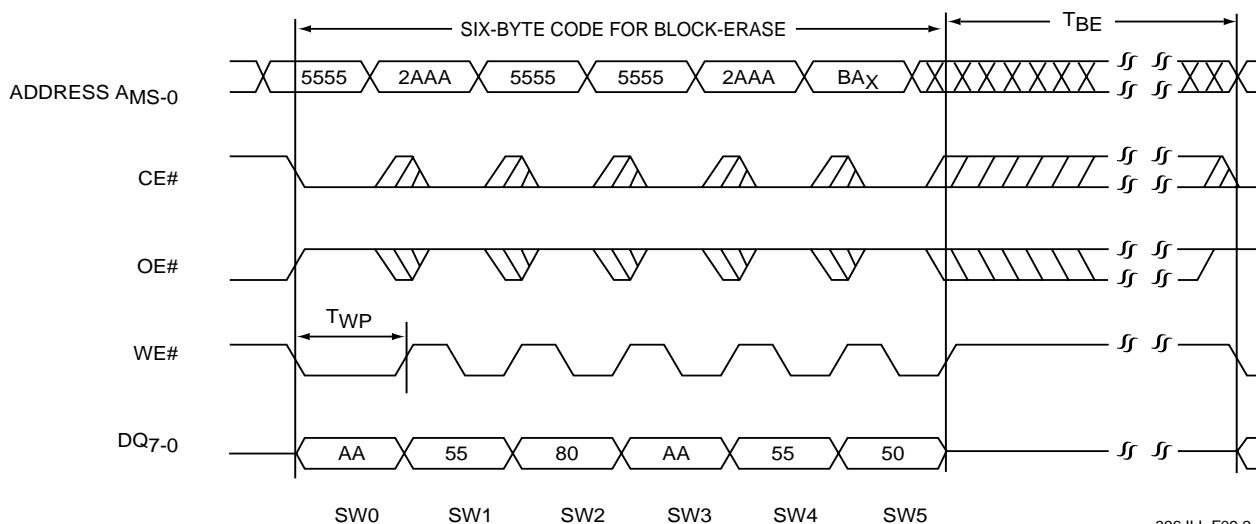 SIX-BYTE CODE FOR BLOCK-ERASE
TBE
ADDRESS AMS-0
5555 2AAA 5555 5555 2AAA BAX
CE#
OE#
TWP
WE#
DQ7-0
AA 55 80 AA 55 50
SW0 SW1 SW2 SW3 SW4 SW5